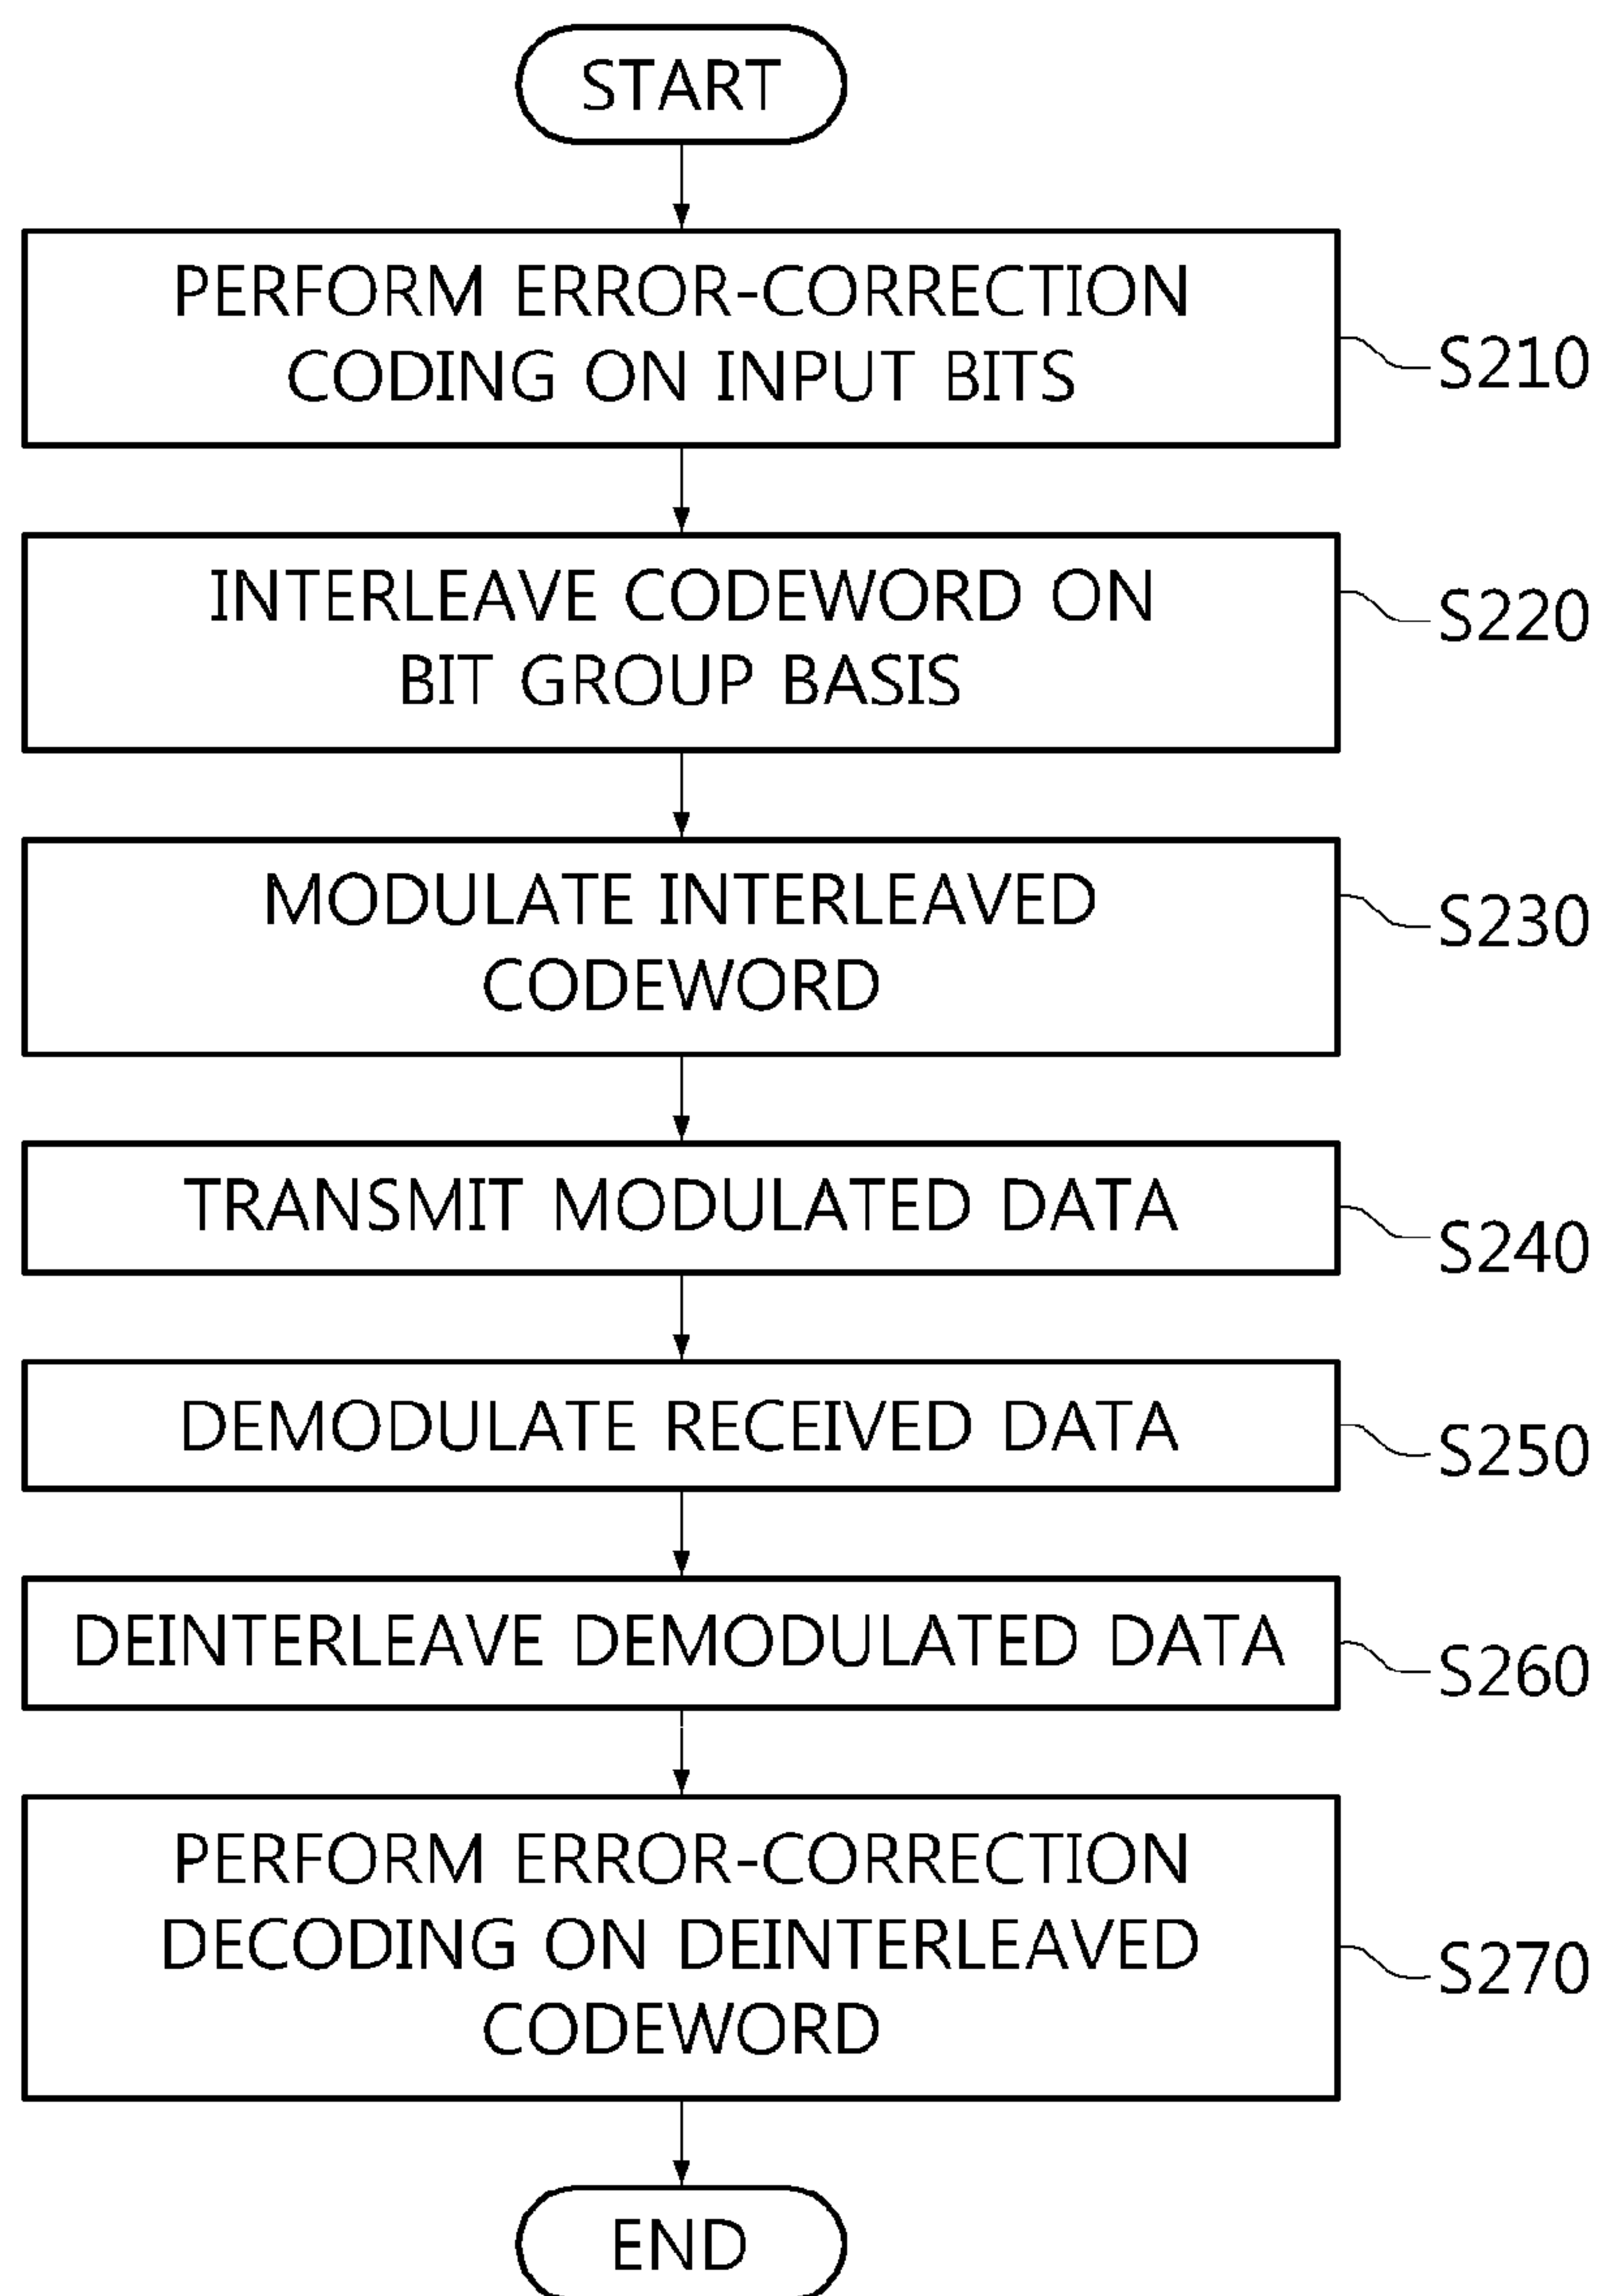 START
PERFORM ERROR-CORRECTION
CODING ON INPUT BITS
S210
INTERLEAVE CODEWORD ON
BIT GROUP BASIS
S220
MODULATE INTERLEAVED
CODEWORD
S230
TRANSMIT MODULATED DATA
S240
DEMODULATE RECEIVED DATA
S250
DEINTERLEAVE DEMODULATED DATA
S260
PERFORM ERROR-CORRECTION
DECODING ON DEINTERLEAVED
CODEWORD
S270
END